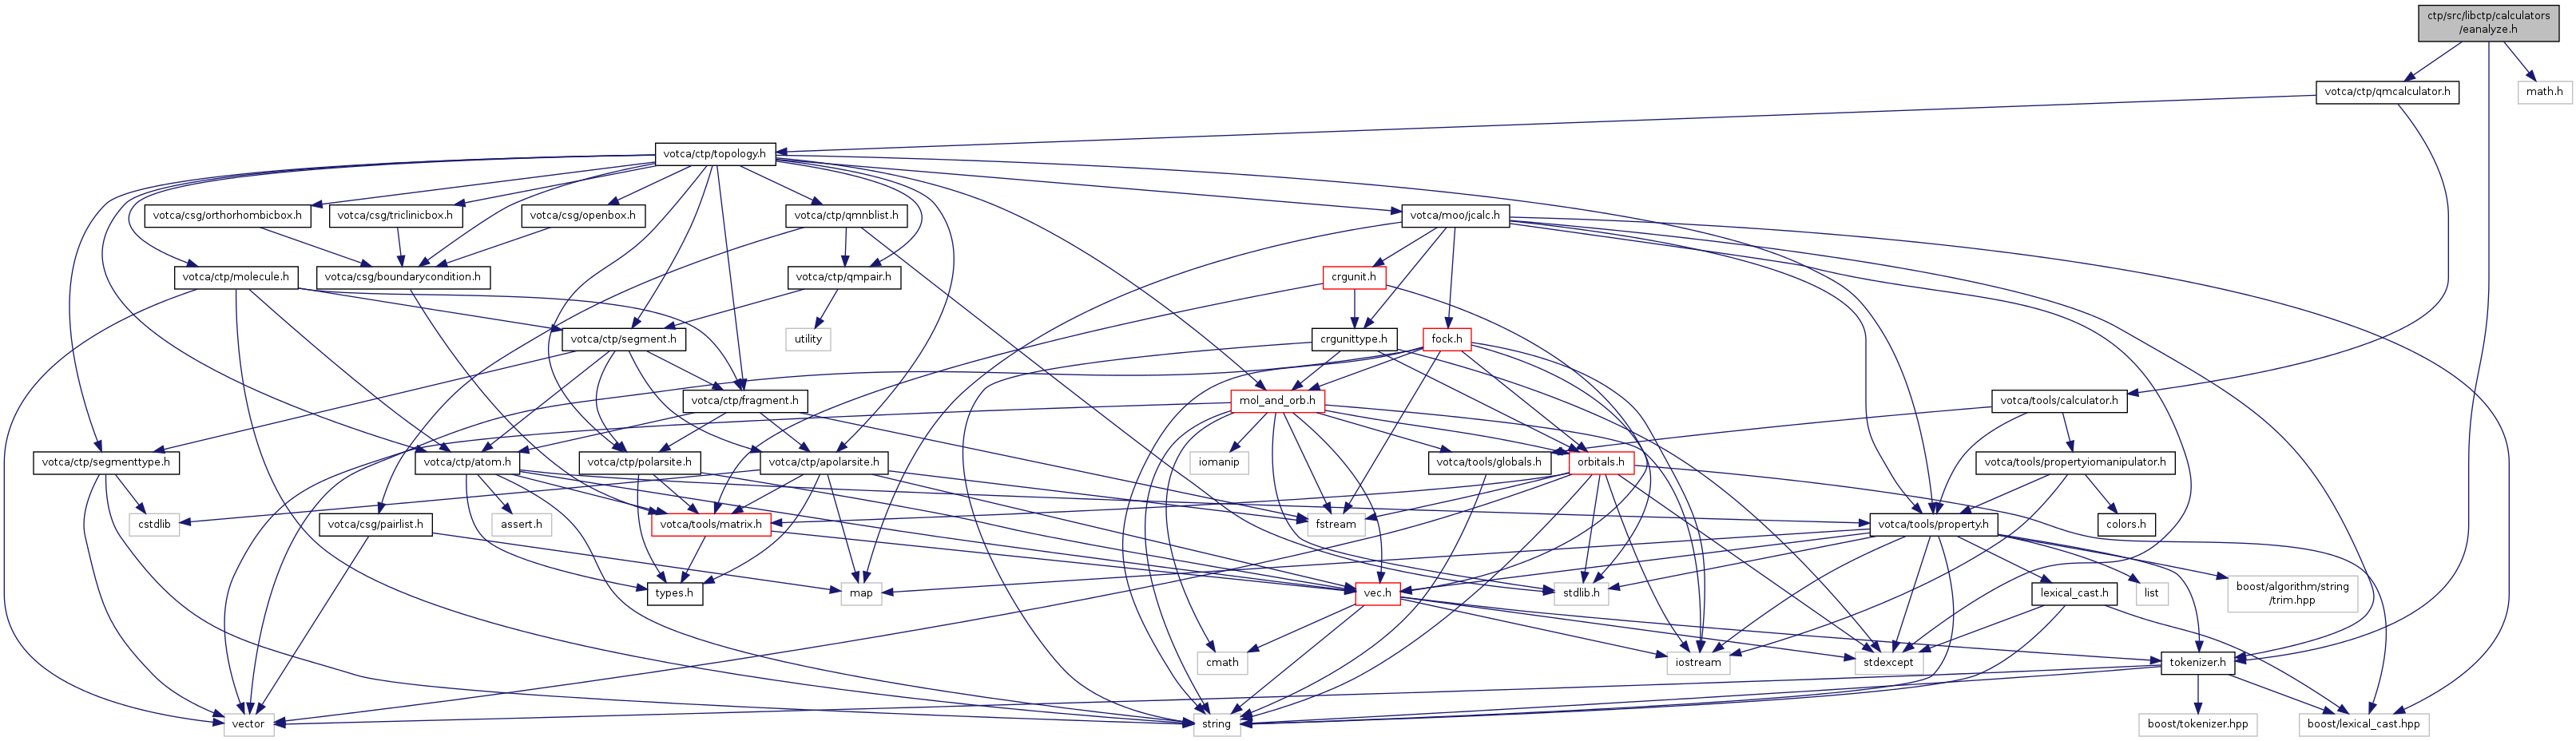 ctp/src/libctp/calculators
/eanalyze.h
votca/ctp/qmcalculator.h
math.h
votca/ctp/topology.h
votca/csg/orthorhombicbox.h
votca/csg/triclinicbox.h
votca/csg/openbox.h
votca/ctp/qmnblist.h
votca/moo/jcalc.h
votca/ctp/molecule.h
votca/csg/boundarycondition.h
votca/ctp/qmpair.h
crgunit.h
votca/ctp/segment.h
utility
crgunittype.h
fock.h
votca/ctp/fragment.h
mol_and_orb.h
votca/tools/calculator.h
votca/ctp/segmenttype.h
votca/ctp/atom.h
votca/ctp/polarsite.h
votca/ctp/apolarsite.h
iomanip
votca/tools/globals.h
orbitals.h
votca/tools/propertyiomanipulator.h
cstdlib
votca/csg/pairlist.h
assert.h
votca/tools/matrix.h
fstream
votca/tools/property.h
colors.h
types.h
map
vec.h
stdlib.h
lexical_cast.h
list
boost/algorithm/string
/trim.hpp
cmath
iostream
stdexcept
tokenizer.h
vector
string
boost/tokenizer.hpp
boost/lexical_cast.hpp